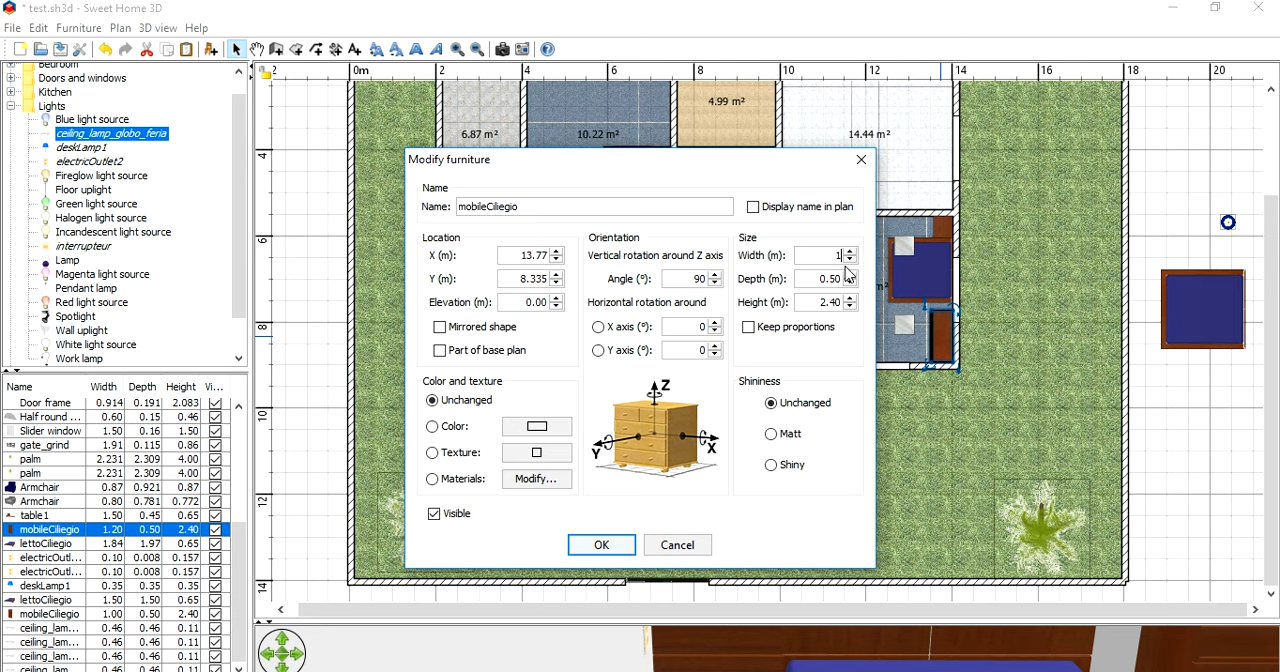 * test.sh3d - Sweet Home 3D
File Edit Furniture Plan 3D view Help
Bedroom
Doors and windows
Kitchen
Lights
Blue light source
ceiling_lamp_globo_feria
deskLamp1
electricOutlet2
Fireglow light source
Floor uplight
Green light source
Halogen light source
Incandescent light source
interrupteur
Lamp
Magenta light source
Pendant lamp
Red light source
Spotlight
Wall uplight
White light source
Work lamp
Name Width Depth Height Vi...
Door frame 0.914 0.191 2.083
Half round ... 0.60 0.15 0.46
Slider window 1.50 0.16 1.50
gate_grind 1.91 0.115 0.86
palm 2.231 2.309 4.00
palm 2.231 2.309 4.00
Armchair 0.87 0.921 0.87
Armchair 0.80 0.781 0.772
table1 1.50 0.45 0.65
mobileCiliegio 1.20 0.50 2.40
lettoCiliegio 1.84 1.97 0.65
electricOutl... 0.10 0.008 0.157
electricOutl... 0.10 0.008 0.157
deskLamp1 0.35 0.35 0.35
lettoCiliegio 1.50 1.50 0.65
mobileCiliegio 1.00 0.50 2.40
ceiling_lam... 0.46 0.46 0.11
ceiling_lam... 0.46 0.46 0.11
ceiling_lam... 0.46 0.46 0.11
ceiling_lam 0.46 0.46 0.11
0m 2 4 6 8 10 12 14 16 18 20
4
6
8
10
12
14
6.87 m²
10.22 m²
4.99 m²
14.44 m²
m²
Modify furniture
Name
Name: mobileCiliegio
Display name in plan
Location
X (m): 13.77
Y (m): 8.335
Elevation (m): 0.00
Mirrored shape
Part of base plan
Orientation
Vertical rotation around Z axis
Angle (°): 90
Horizontal rotation around
X axis (°): 0
Y axis (°): 0
Size
Width (m): 1
Depth (m): 0.50
Height (m): 2.40
Keep proportions
Color and texture
Unchanged
Color:
Texture:
Materials: Modify...
Z
Y
X
Shininess
Unchanged
Matt
Shiny
Visible
OK
Cancel